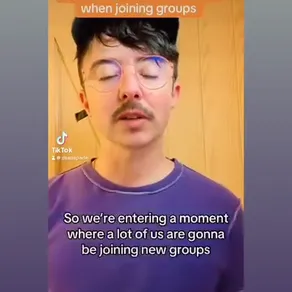 when joining groups
TikTok
So we're entering a moment
where a lot of us are gonna
be joining new groups